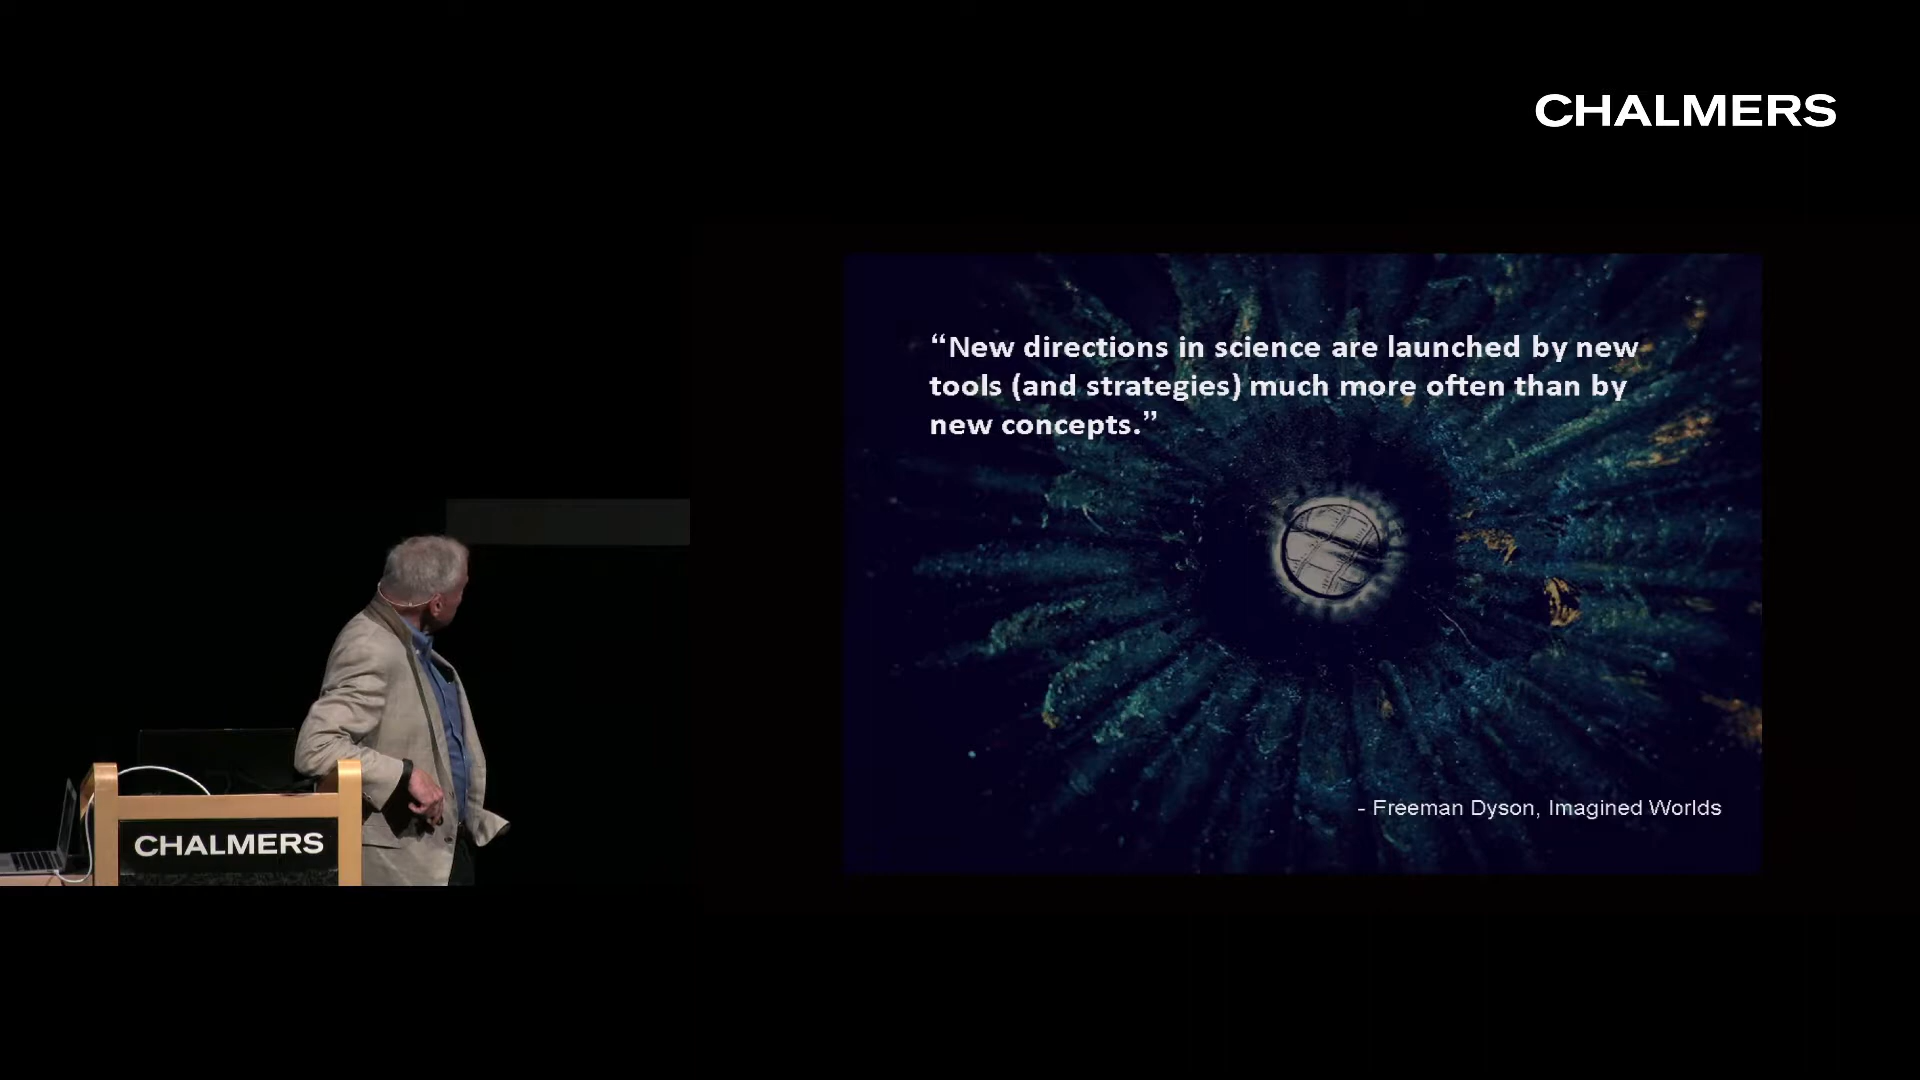 CHALMERS
“New directions in science are launched by new
tools (and strategies) much more often than by
new concepts.”
- Freeman Dyson, Imagined Worlds
CHALMERS